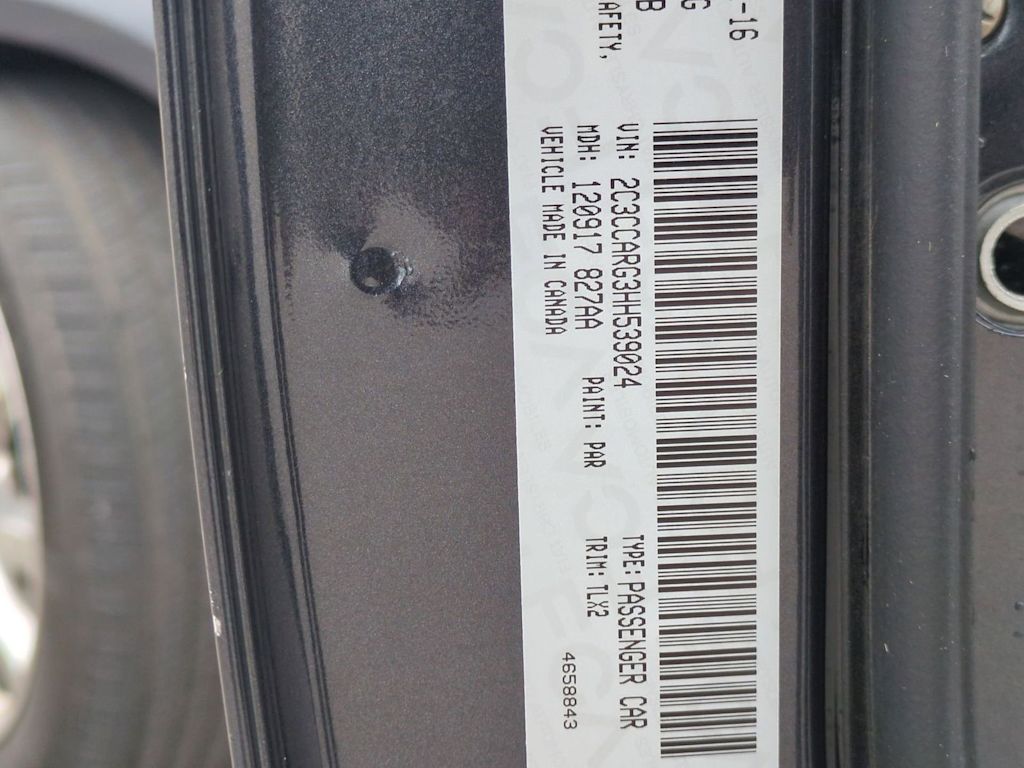 -16
G
B
AFETY,
VIN: 2C3CCARG3HH539024 TYPE: PASSENGER CAR
MDH: 120917 827AA PAINT: PAR TRIM: TLX2
VEHICLE MADE IN CANADA
4658843